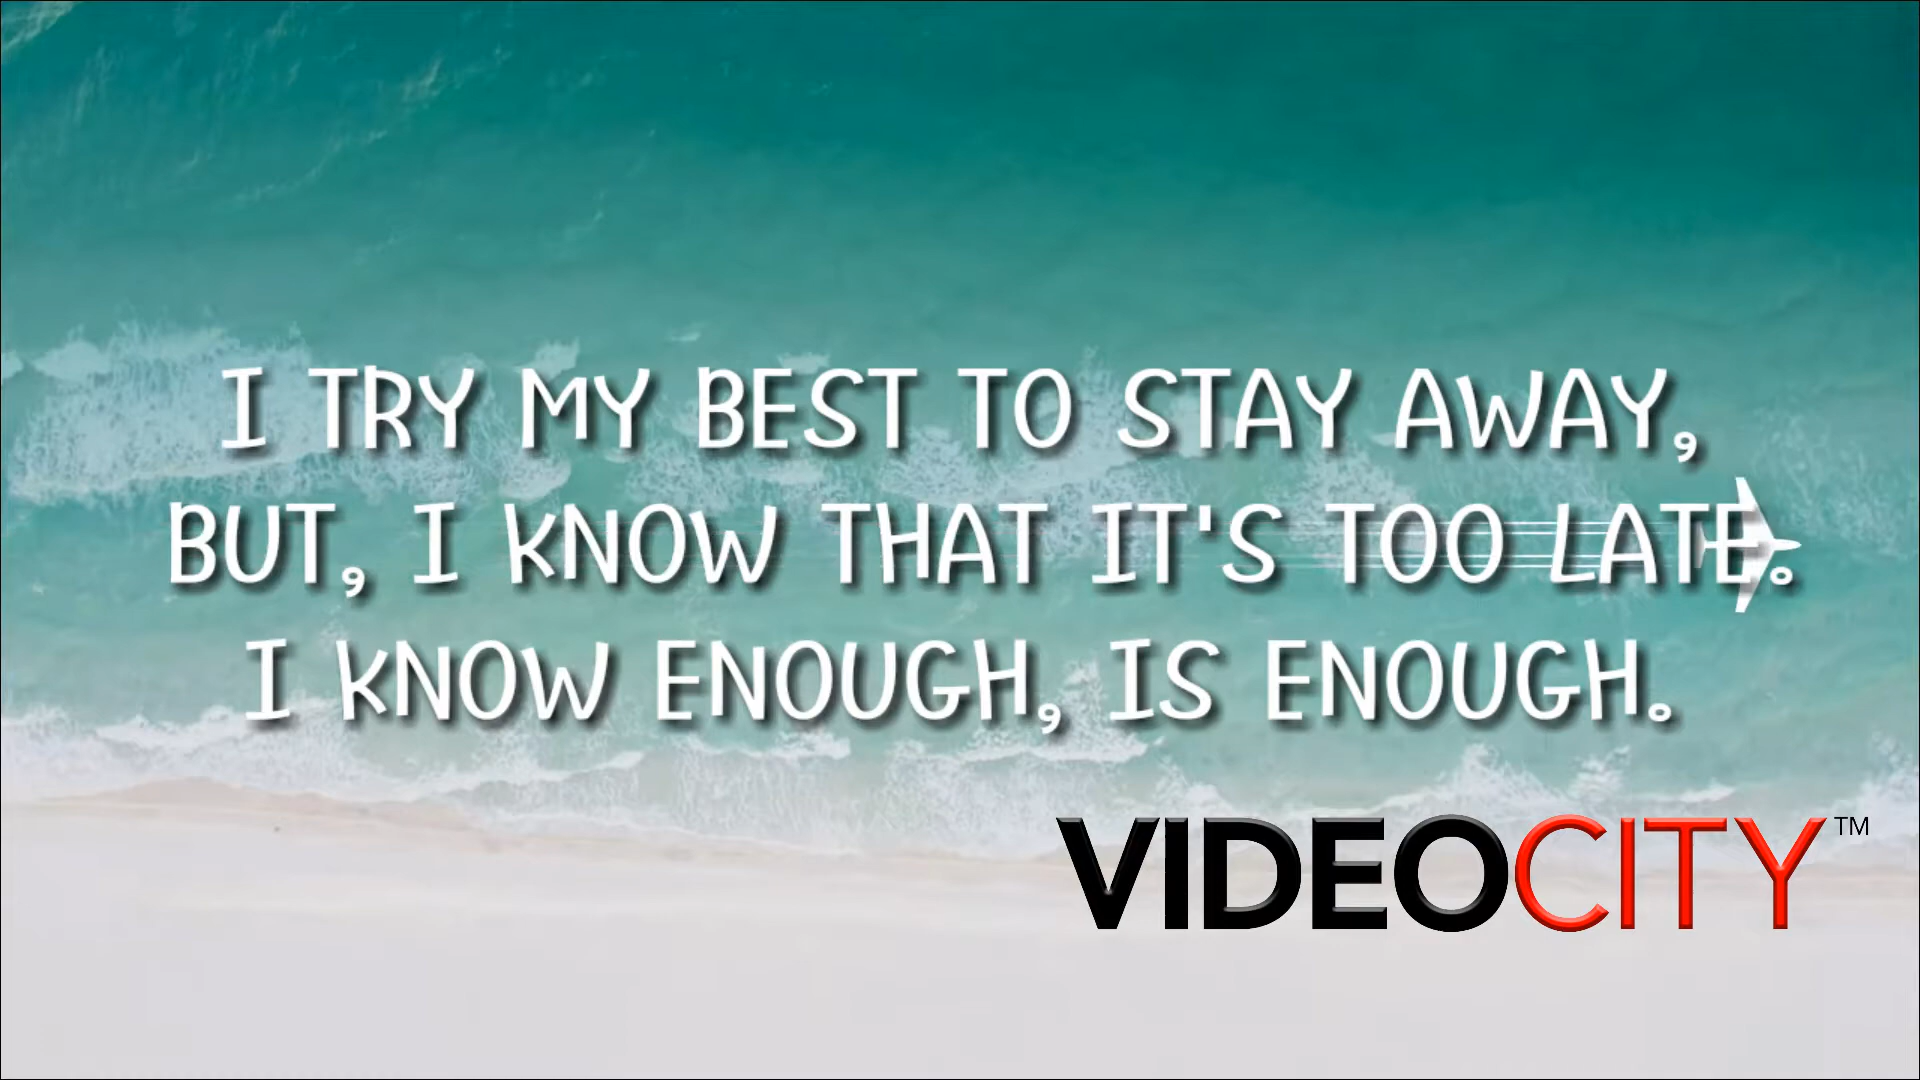 I TRY MY BEST TO STAY AWAY,
BUT, I KNOW THAT IT'S TOO LATE.
I KNOW ENOUGH, IS ENOUGH.
VIDEOCITY™